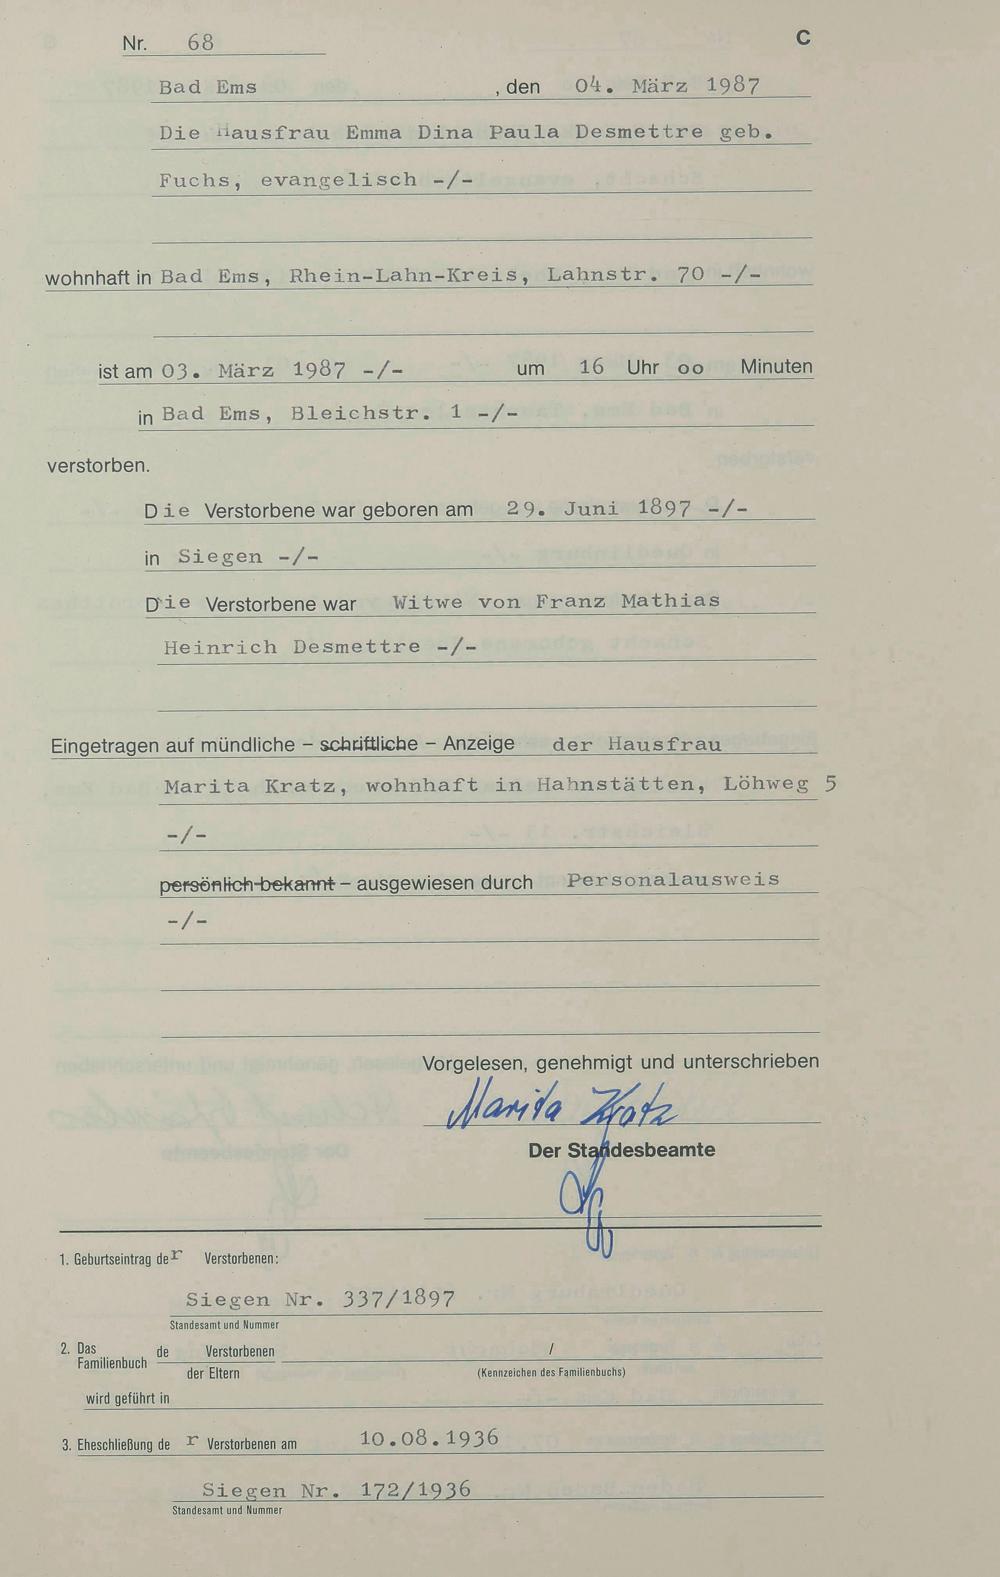 Nr. 68 C
Bad Ems , den 04. März 1987
Die Hausfrau Emma Dina Paula Desmettre geb.
Fuchs, evangelisch -/-
wohnhaft in Bad Ems, Rhein-Lahn-Kreis, Lahnstr. 70 -/-
ist am 03. März 1987 -/- um 16 Uhr oo Minuten
in Bad Ems, Bleichstr. 1 -/-
verstorben.
Die Verstorbene war geboren am 29. Juni 1897 -/-
in Siegen -/-
Die Verstorbene war Witwe von Franz Mathias
Heinrich Desmettre -/-
Eingetragen auf mündliche – schriftliche – Anzeige der Hausfrau
Marita Kratz, wohnhaft in Hahnstätten, Löhweg 5
-/-
persönlich bekannt – ausgewiesen durch Personalausweis
-/-
Vorgelesen, genehmigt und unterschrieben
Marita Kratz
Der Standesbeamte
1. Geburtseintrag der Verstorbenen:
Siegen Nr. 337/1897
Standesamt und Nummer
2. Das Familienbuch de Verstorbenen /
der Eltern (Kennzeichen des Familienbuchs)
wird geführt in
3. Eheschließung de r Verstorbenen am 10.08.1936
Siegen Nr. 172/1936
Standesamt und Nummer